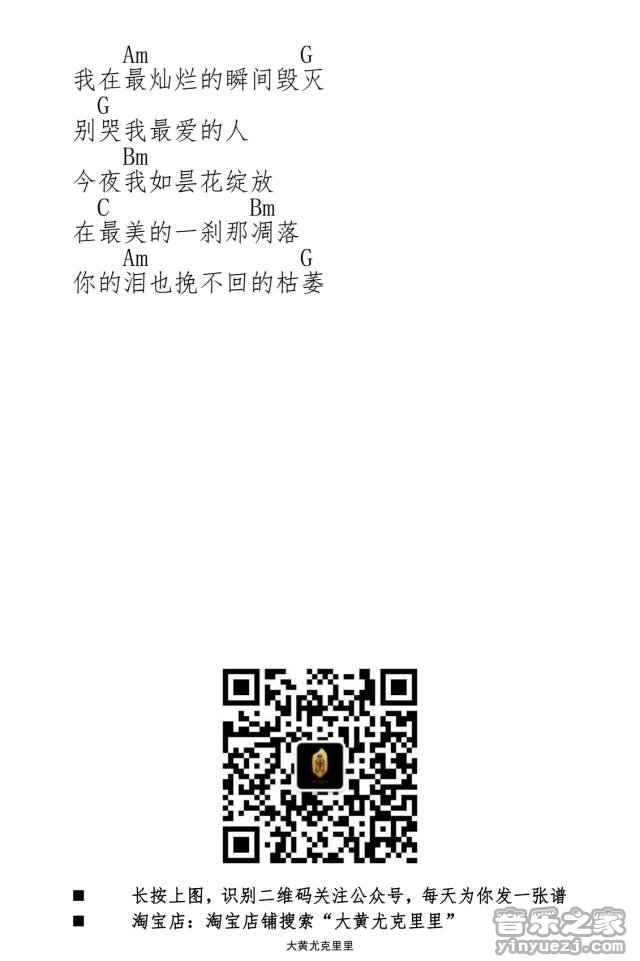 Am G
我在最灿烂的瞬间毁灭
G
别哭我最爱的人
Bm
今夜我如昙花绽放
C Bm
在最美的一刹那凋落
Am G
你的泪也挽不回的枯萎
■ 长按上图，识别二维码关注公众号，每天为你发一张谱
■ 淘宝店：淘宝店铺搜索“大黄尤克里里”
大黄尤克里里
音乐之家
yinyuezj.com